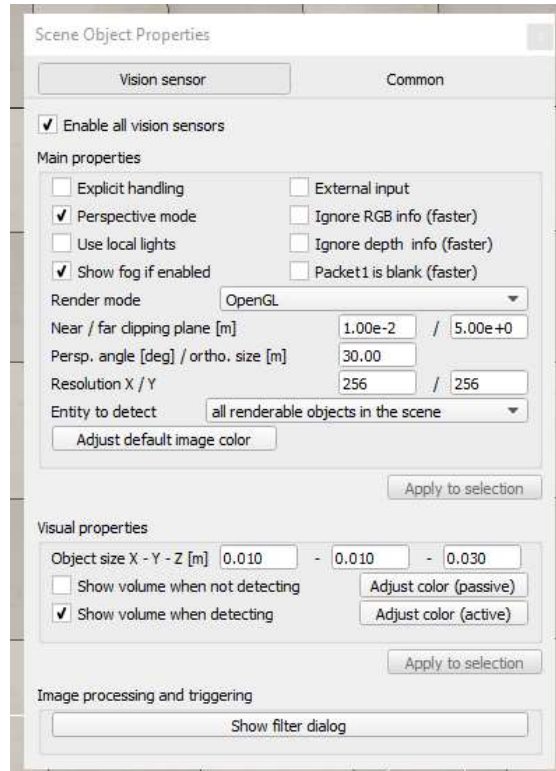 Scene Object Properties
Vision sensor Common
Enable all vision sensors
Main properties
Explicit handling External input
Perspective mode Ignore RGB info (faster)
Use local lights Ignore depth info (faster)
Show fog if enabled Packet1 is blank (faster)
Render mode OpenGL
Near / far clipping plane [m] 1.00e-2 / 5.00e+0
Persp. angle [deg] / ortho. size [m] 30.00
Resolution X / Y 256 / 256
Entity to detect all renderable objects in the scene
Adjust default image color
Apply to selection
Visual properties
Object size X - Y - Z [m] 0.010 - 0.010 - 0.030
Show volume when not detecting Adjust color (passive)
Show volume when detecting Adjust color (active)
Apply to selection
Image processing and triggering
Show filter dialog